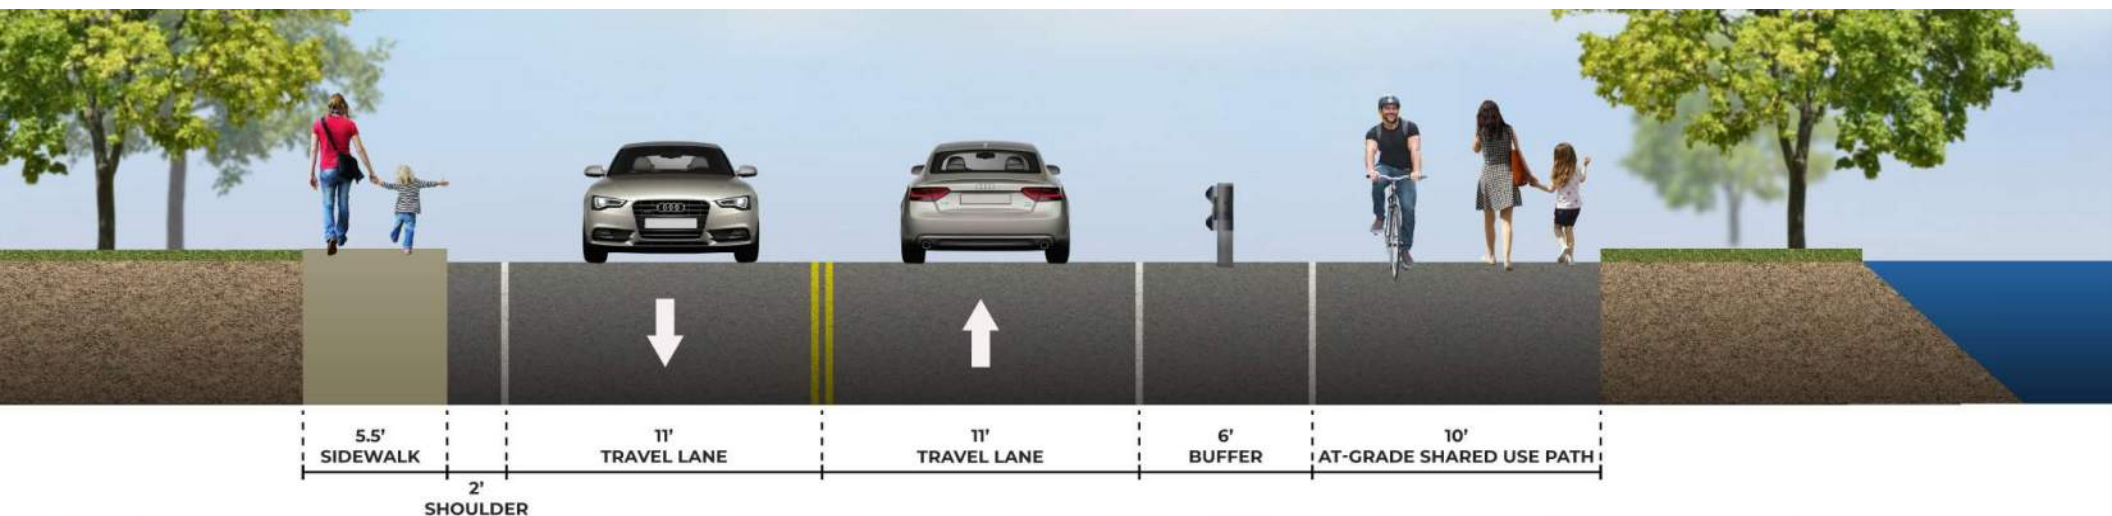 5.5'
SIDEWALK
2'
SHOULDER
11'
TRAVEL LANE
11'
TRAVEL LANE
6'
BUFFER
10'
AT-GRADE SHARED USE PATH